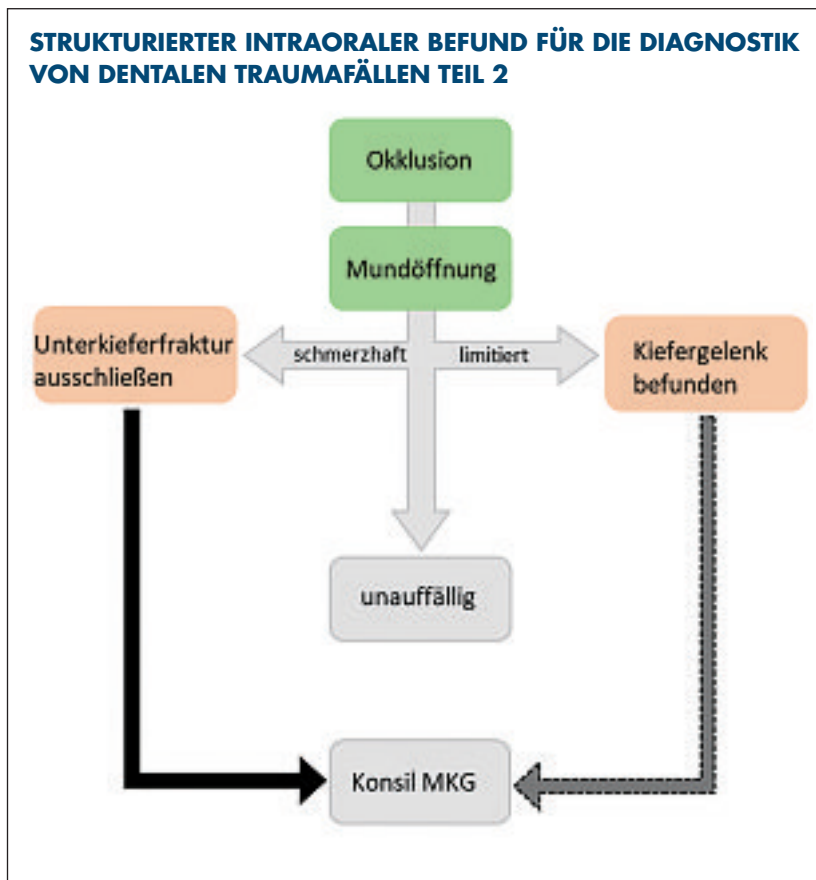 STRUKTURIERTER INTRAORALER BEFUND FÜR DIE DIAGNOSTIK
VON DENTALEN TRAUMAFÄLLEN TEIL 2
Okklusion
Mundöffnung
Unterkieferfraktur
ausschließen
schmerzhaft
limitiert
Kiefergelenk
befunden
unauffällig
Konsil MKG